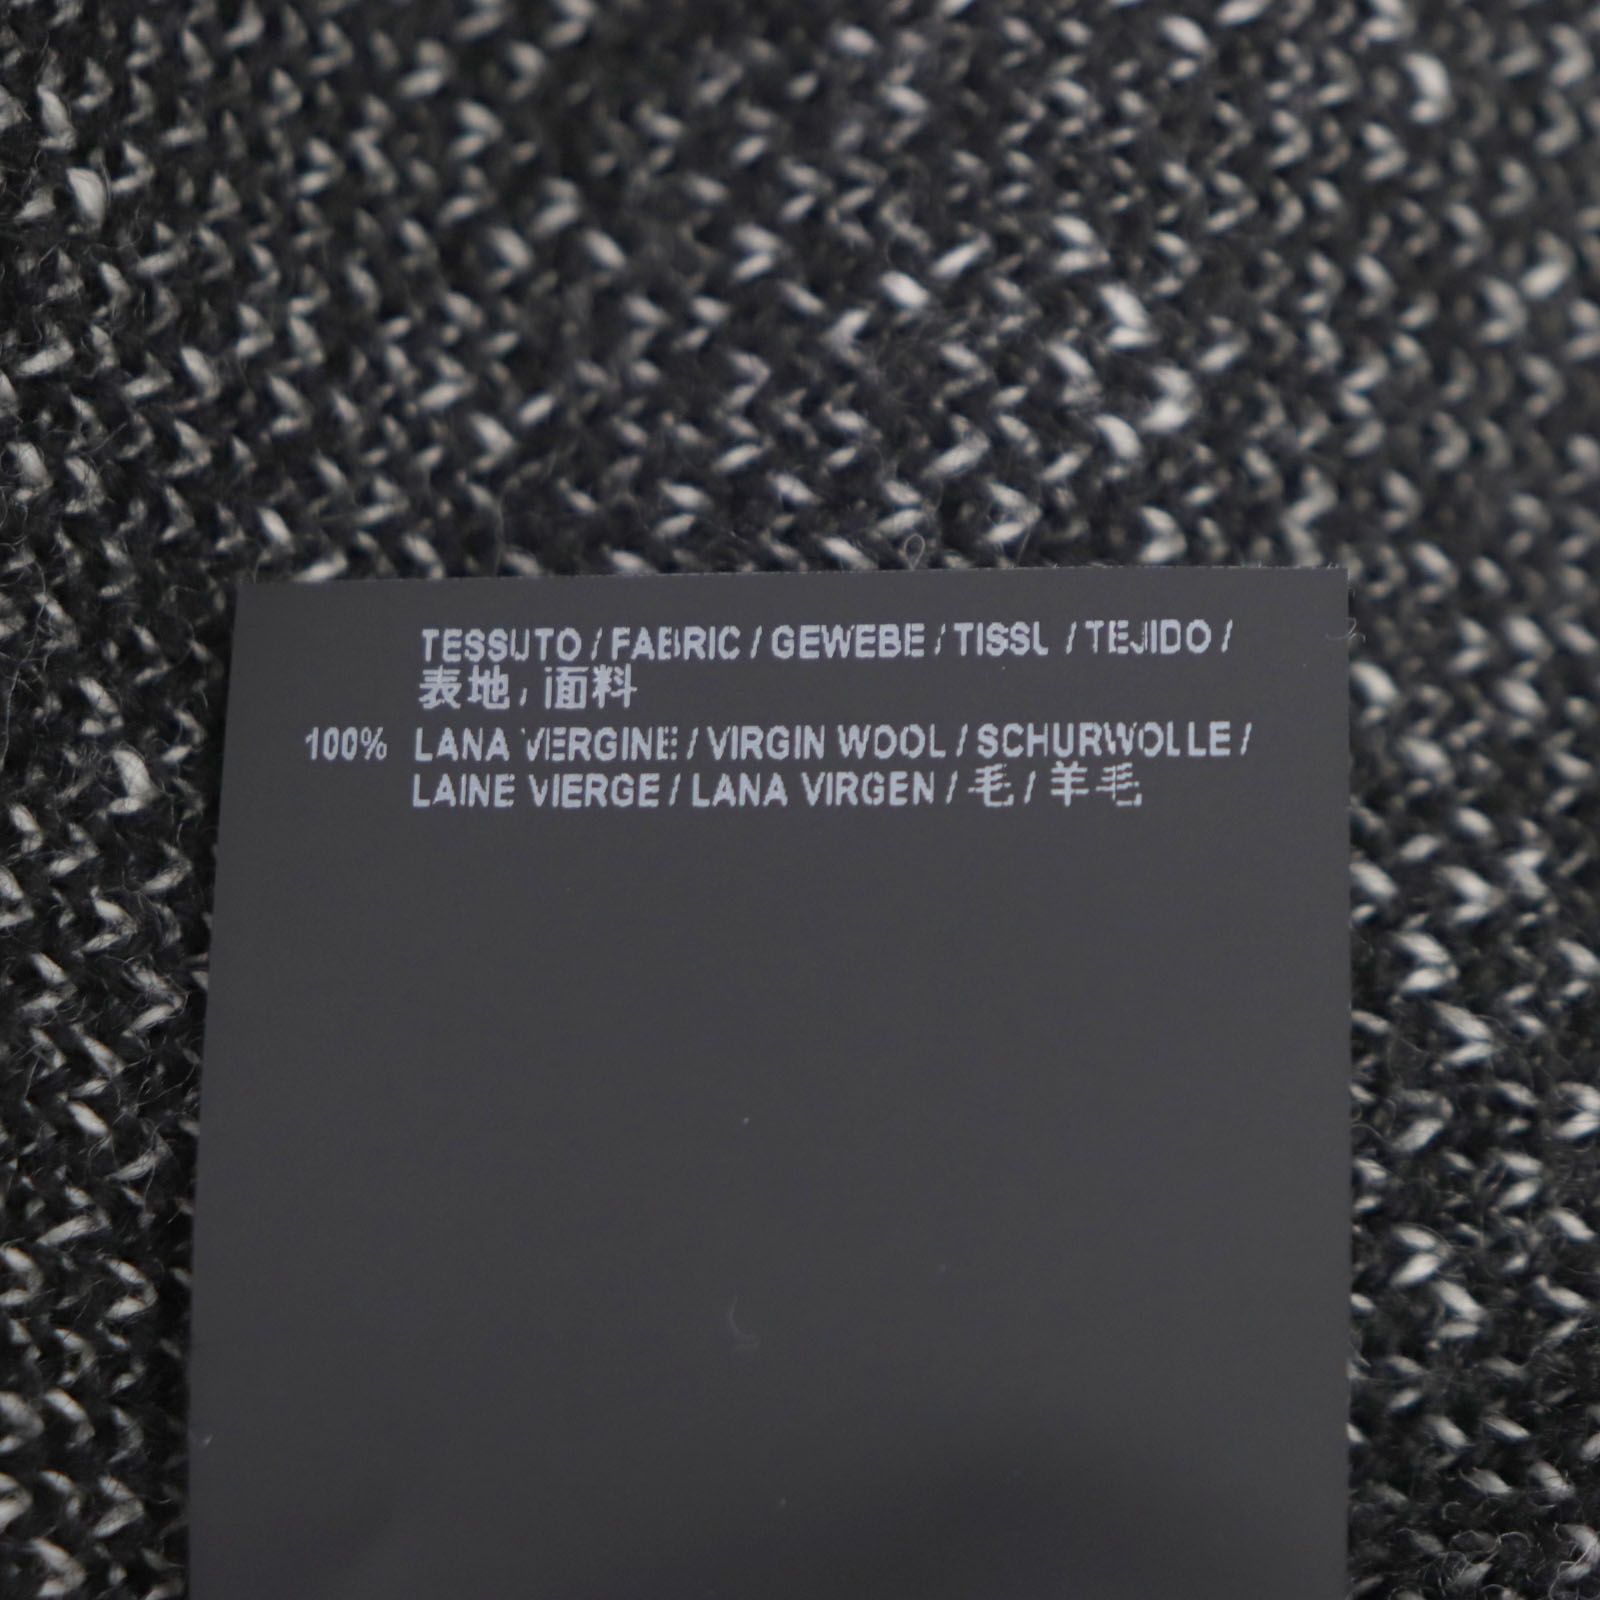 TESSUTO / FABRIC / GEWEBE / TISSU / TEJIDO /
表地, 面料
100% LANA VERGINE / VIRGIN WOOL / SCHURWOLLE /
LAINE VIERGE / LANA VIRGEN / 毛 / 羊毛